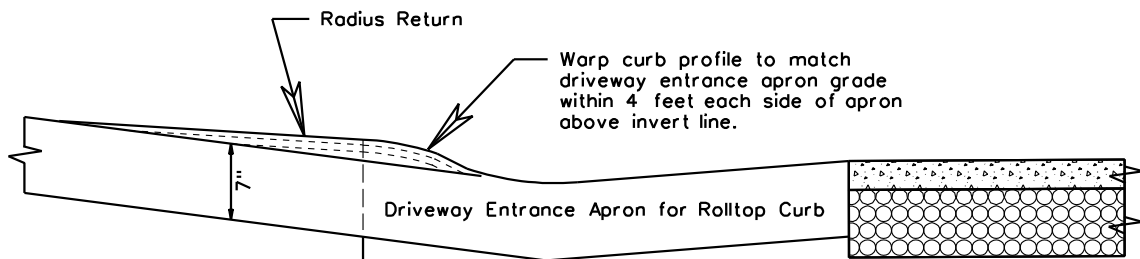 Radius Return
Warp curb profile to match
driveway entrance apron grade
within 4 feet each side of apron
above invert line.
7"
Driveway Entrance Apron for Rolltop Curb